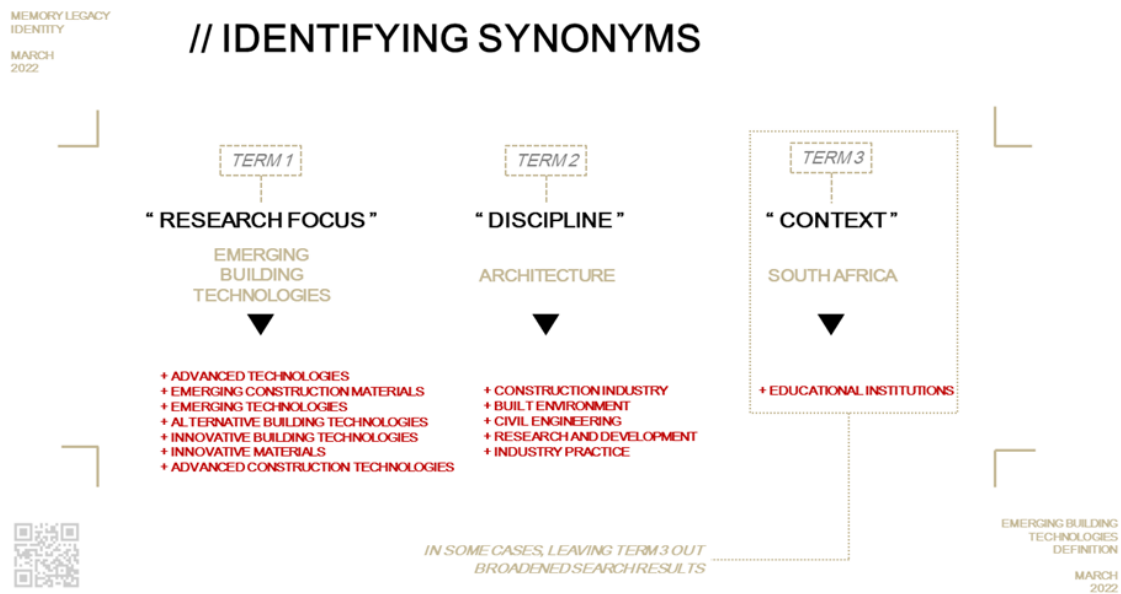 MEMORY LEGACY
IDENTITY
MARCH
2022
// IDENTIFYING SYNONYMS
TERM 1
“ RESEARCH FOCUS ”
EMERGING
BUILDING
TECHNOLOGIES
+ ADVANCED TECHNOLOGIES
+ EMERGING CONSTRUCTION MATERIALS
+ EMERGING TECHNOLOGIES
+ ALTERNATIVE BUILDING TECHNOLOGIES
+ INNOVATIVE BUILDING TECHNOLOGIES
+ INNOVATIVE MATERIALS
+ ADVANCED CONSTRUCTION TECHNOLOGIES
TERM 2
“ DISCIPLINE ”
ARCHITECTURE
+ CONSTRUCTION INDUSTRY
+ BUILT ENVIRONMENT
+ CIVIL ENGINEERING
+ RESEARCH AND DEVELOPMENT
+ INDUSTRY PRACTICE
TERM 3
“ CONTEXT ”
SOUTH AFRICA
+ EDUCATIONAL INSTITUTIONS
IN SOME CASES, LEAVING TERM 3 OUT
BROADENED SEARCH RESULTS
EMERGING BUILDING
TECHNOLOGIES
DEFINITION
MARCH
2022